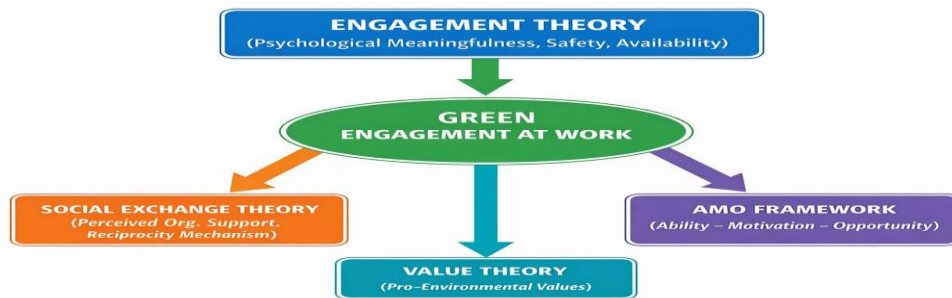 ENGAGEMENT THEORY
(Psychological Meaningfulness, Safety, Availability)
GREEN
ENGAGEMENT AT WORK
SOCIAL EXCHANGE THEORY
(Perceived Org. Support,
Reciprocity Mechanism)
AMO FRAMEWORK
(Ability – Motivation – Opportunity)
VALUE THEORY
(Pro–Environmental Values)